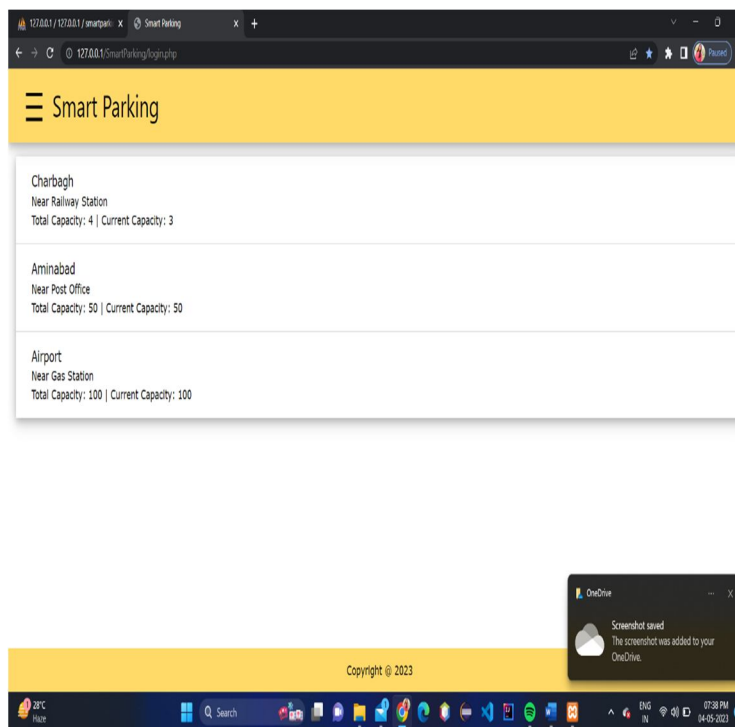 127.0.0.1 / 127.0.0.1 / smartpark
Smart Parking
127.0.0.1/SmartParking/login.php
Paused
Smart Parking
Charbagh
Near Railway Station
Total Capacity: 4 | Current Capacity: 3
Aminabad
Near Post Office
Total Capacity: 50 | Current Capacity: 50
Airport
Near Gas Station
Total Capacity: 100 | Current Capacity: 100
OneDrive
Screenshot saved
The screenshot was added to your
OneDrive.
Copyright @ 2023
28°C
Haze
Search
ENG
IN
07:38 PM
04-05-2023